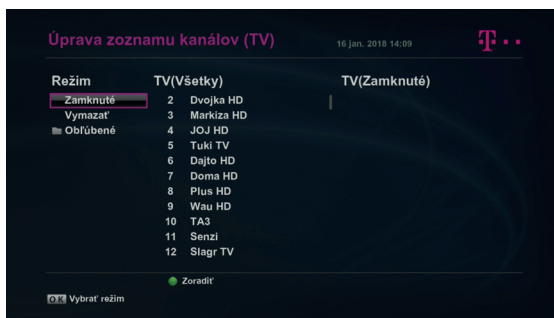 Úprava zoznamu kanálov (TV)
16 jan. 2018 14:09
T
Režim
Zamknuté
Vymazať
Obľúbené
TV(Všetky)
2 Dvojka HD
3 Markiza HD
4 JOJ HD
5 Tuki TV
6 Dajto HD
7 Doma HD
8 Plus HD
9 Wau HD
10 TA3
11 Senzi
12 Slagr TV
TV(Zamknuté)
Zoradiť
OK Vybrať režim